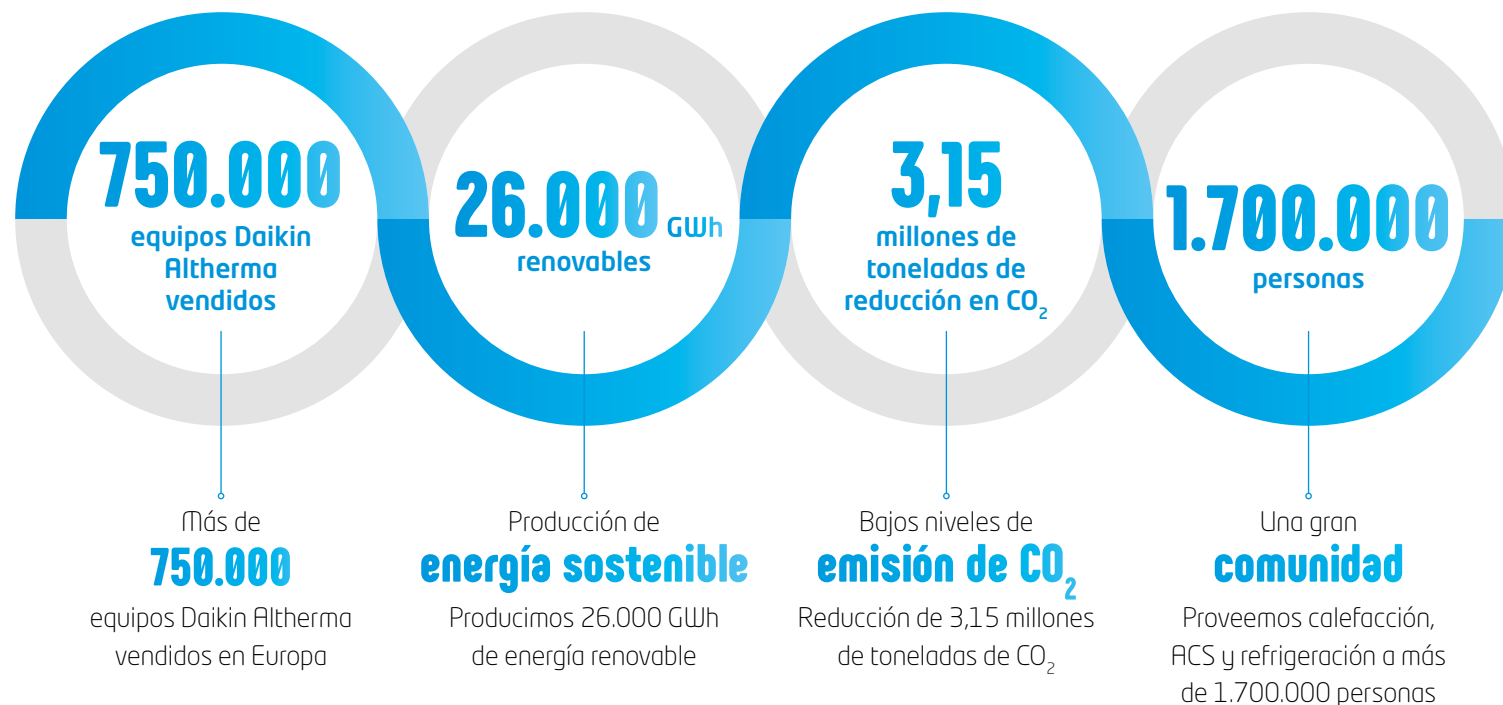 750.000
equipos Daikin
Altherma
vendidos
26.000 GWh
renovables
3,15
millones de
toneladas de
reducción en CO₂
1.700.000
personas
Más de
750.000
equipos Daikin Altherma
vendidos en Europa
Producción de
energía sostenible
Producimos 26.000 GWh
de energía renovable
Bajos niveles de
emisión de CO₂
Reducción de 3,15 millones
de toneladas de CO₂
Una gran
comunidad
Proveemos calefacción,
ACS y refrigeración a más
de 1.700.000 personas